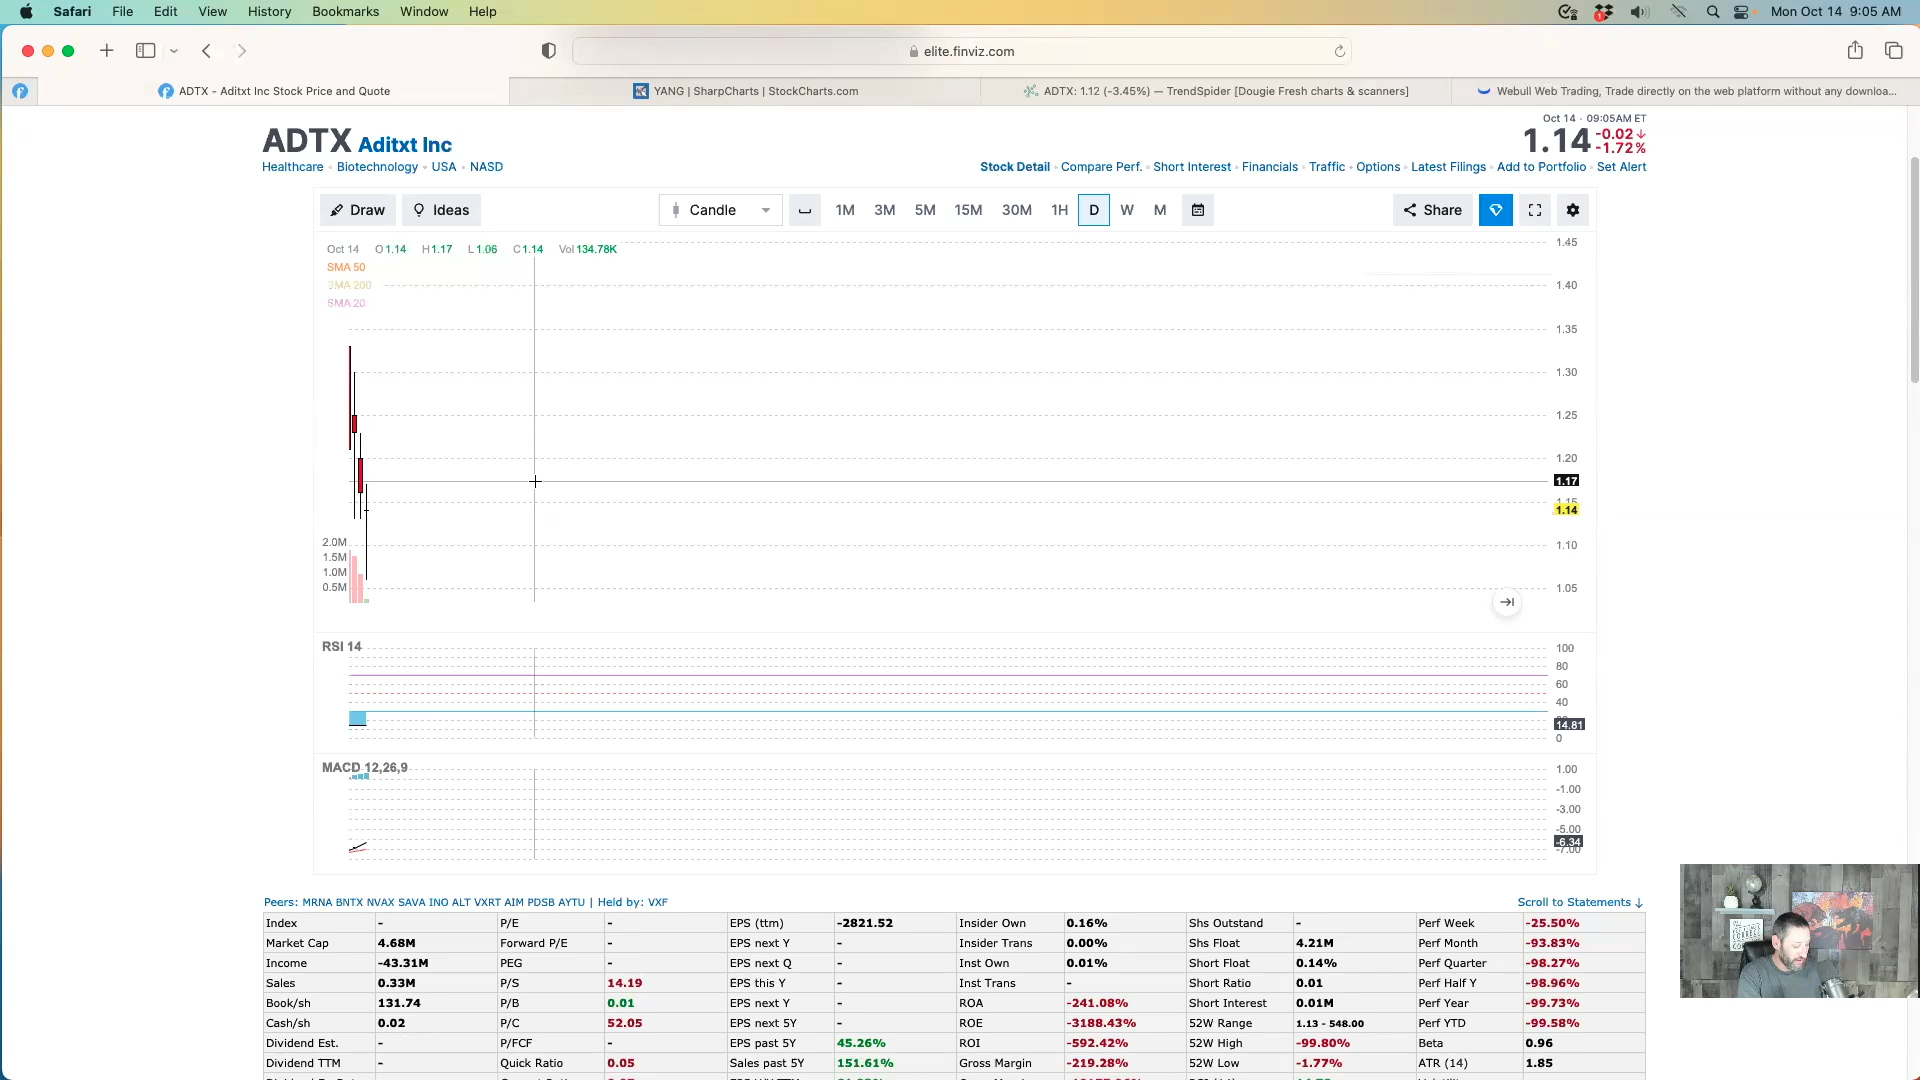 Safari File Edit View History Bookmarks Window Help Mon Oct 14 9:05 AM
elite.finviz.com
ADTX - Aditxt Inc Stock Price and Quote YANG | SharpCharts | StockCharts.com ADTX: 1.12 (-3.45%) — TrendSpider [Dougie Fresh charts & scanners] Webull Web Trading, Trade directly on the web platform without any downloa...
Oct 14 · 09:05AM ET
ADTX Aditxt Inc 1.14 -0.02 -1.72%
Healthcare • Biotechnology • USA • NASD Stock Detail • Compare Perf. • Short Interest • Financials • Traffic • Options • Latest Filings • Add to Portfolio • Set Alert
Draw Ideas Candle 1M 3M 5M 15M 30M 1H D W M Share
Oct 14 O1.14 H1.17 L1.06 C1.14 Vol134.78K
SMA 50
SMA 200
SMA 20
1.45
1.40
1.35
1.30
1.25
1.20
1.17
1.15
1.14
1.10
1.05
2.0M
1.5M
1.0M
0.5M
RSI 14
100
80
60
40
14.81
0
MACD 12,26,9
1.00
-1.00
-3.00
-5.00
-6.34
-7.00
Peers: MRNA BNTX NVAX SAVA INO ALT VXRT AIM PDSB AYTU | Held by: VXF Scroll to Statements ↓
Index - P/E - EPS (ttm) -2821.52 Insider Own 0.16% Shs Outstand - Perf Week -25.50%
Market Cap 4.68M Forward P/E - EPS next Y - Insider Trans 0.00% Shs Float 4.21M Perf Month -93.83%
Income -43.31M PEG - EPS next Q - Inst Own 0.01% Short Float 0.14% Perf Quarter -98.27%
Sales 0.33M P/S 14.19 EPS this Y - Inst Trans - Short Ratio 0.01 Perf Half Y -98.96%
Book/sh 131.74 P/B 0.01 EPS next Y - ROA -241.08% Short Interest 0.01M Perf Year -99.73%
Cash/sh 0.02 P/C 52.05 EPS next 5Y - ROE -3188.43% 52W Range 1.13 - 548.00 Perf YTD -99.58%
Dividend Est. - P/FCF - EPS past 5Y 45.26% ROI -592.42% 52W High -99.80% Beta 0.96
Dividend TTM - Quick Ratio 0.05 Sales past 5Y 151.61% Gross Margin -219.28% 52W Low -1.77% ATR (14) 1.85